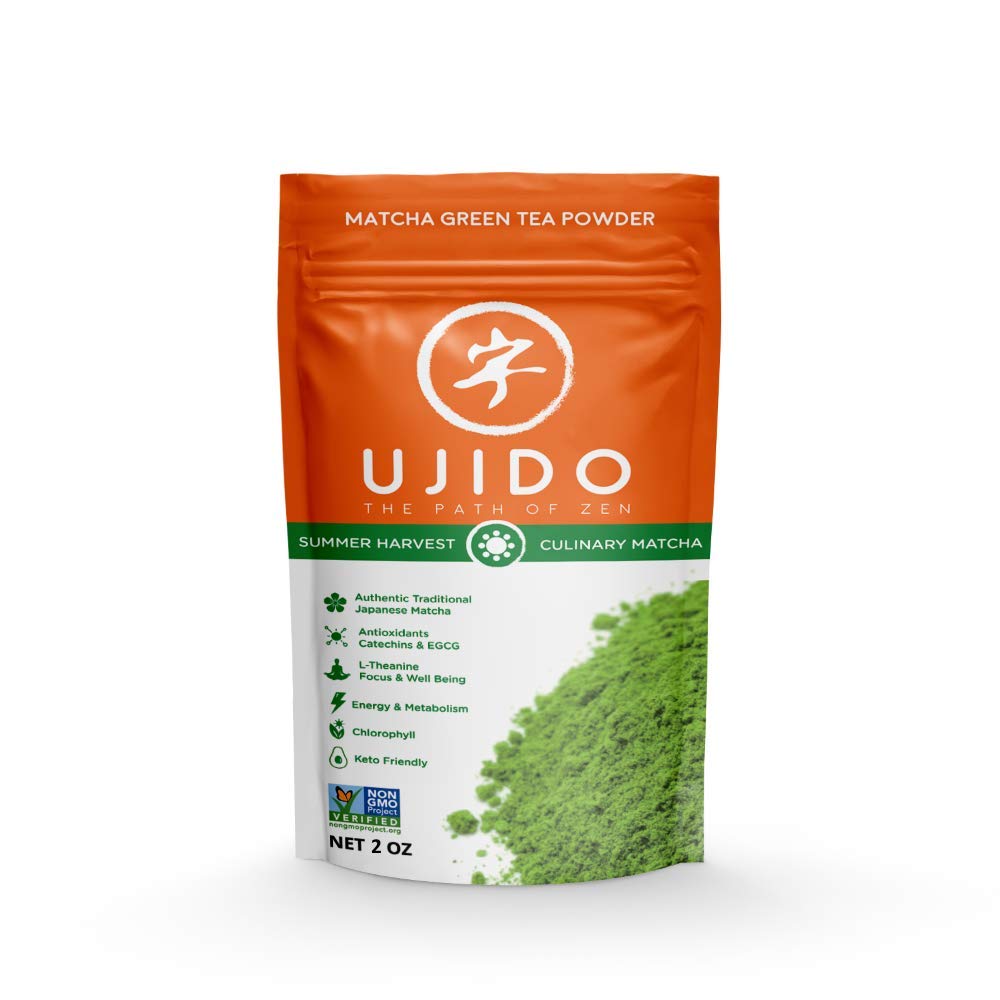 MATCHA GREEN TEA POWDER
字
UJIDO
THE PATH OF ZEN
SUMMER HARVEST CULINARY MATCHA
Authentic Traditional
Japanese Matcha
Antioxidants
Catechins & EGCG
L-Theanine
Focus & Well Being
Energy & Metabolism
Chlorophyll
Keto Friendly
NON
GMO
Project
VERIFIED
nongmoproject.org
NET 2 OZ